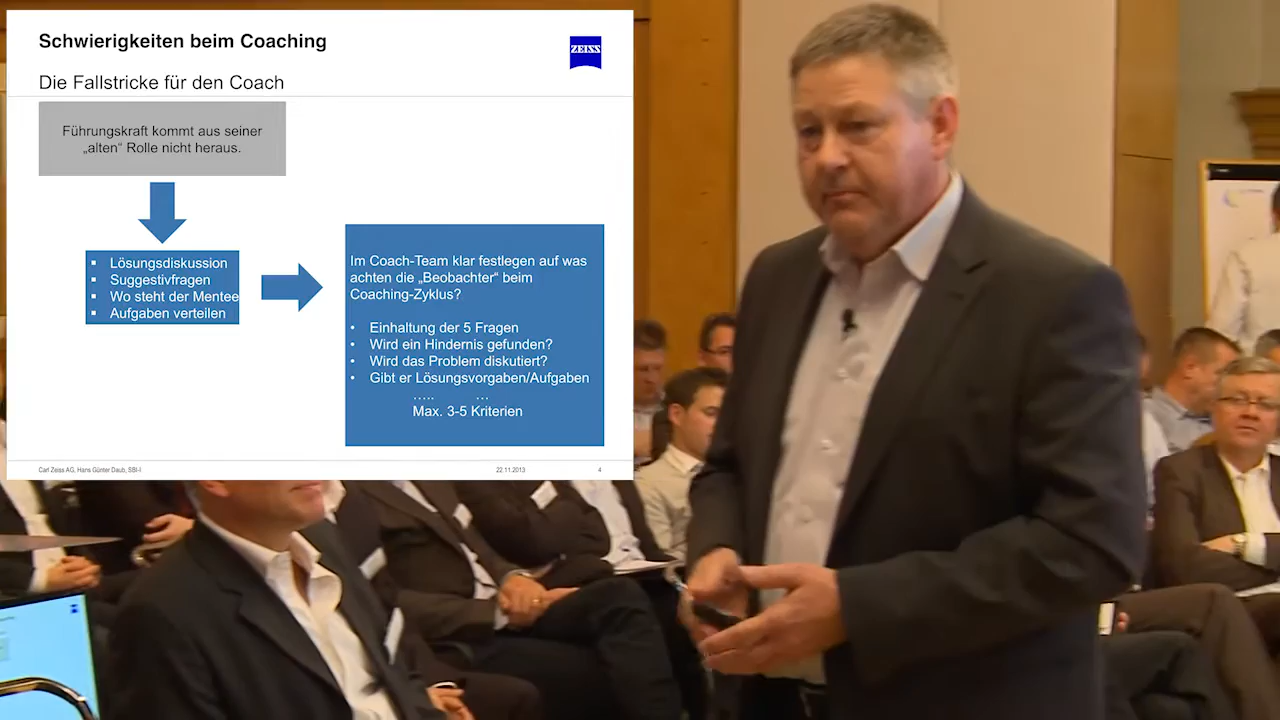 Schwierigkeiten beim Coaching
ZEISS
Die Fallstricke für den Coach
Führungskraft kommt aus seiner
„alten“ Rolle nicht heraus.
▪ Lösungsdiskussion
▪ Suggestivfragen
▪ Wo steht der Mentee
▪ Aufgaben verteilen
Im Coach-Team klar festlegen auf was
achten die „Beobachter“ beim
Coaching-Zyklus?
• Einhaltung der 5 Fragen
• Wird ein Hindernis gefunden?
• Wird das Problem diskutiert?
• Gibt er Lösungsvorgaben/Aufgaben
..... ...
Max. 3-5 Kriterien
Carl Zeiss AG, Hans Günter Daub, SBI-I
22.11.2013
4